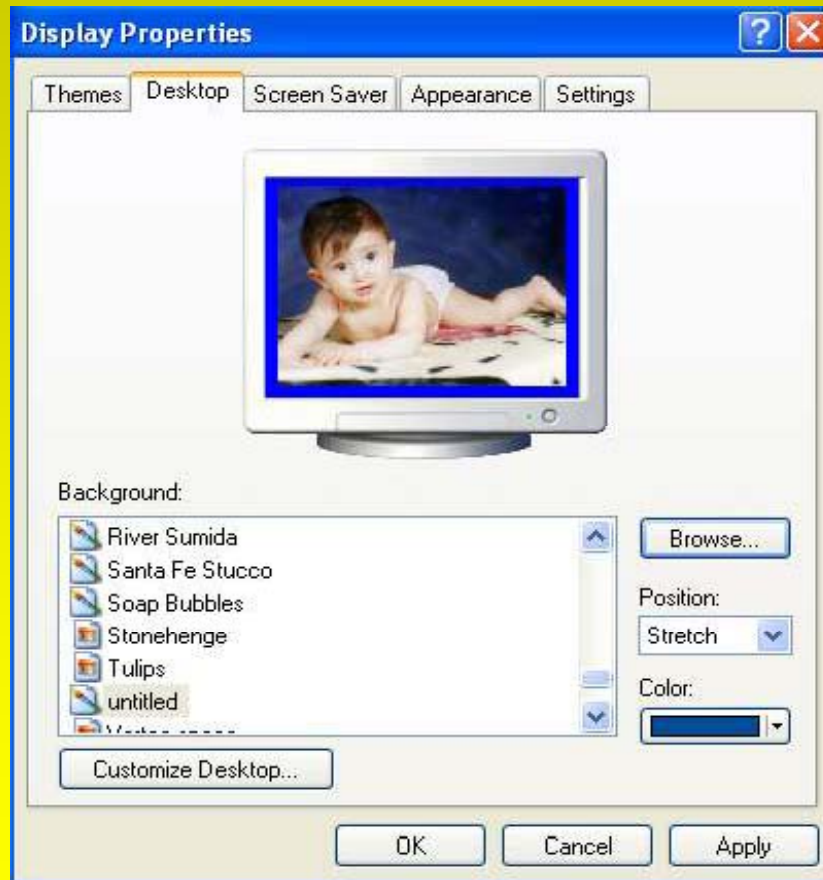 Display Properties
Themes Desktop Screen Saver Appearance Settings
Background:
River Sumida
Santa Fe Stucco
Soap Bubbles
Stonehenge
Tulips
untitled
Browse...
Position:
Stretch
Color:
Customize Desktop...
OK Cancel Apply